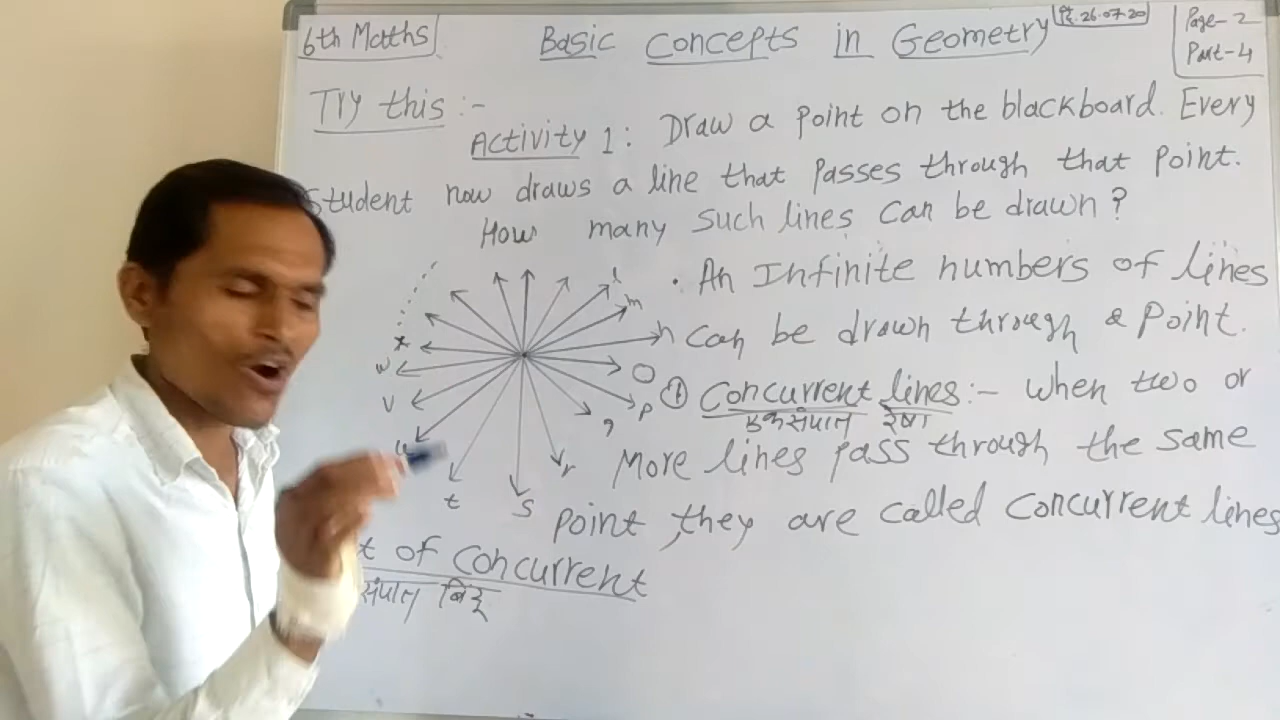 6th Maths
Basic Concepts in Geometry
दि. 26.07.20
Page-2
Part-4
Try this :-
Activity 1 : Draw a point on the blackboard. Every
Student now draws a line that passes through that point.
How many such lines can be drawn ?
. An Infinite numbers of lines
can be drawn through a point.
① Concurrent lines :- when two or
एकसंपात रेषा
More lines pass through the same
point, they are called concurrent lines
t of concurrent
संपात बिंदू
l
m
n
O
P
q
r
S
t
u
v
w
x